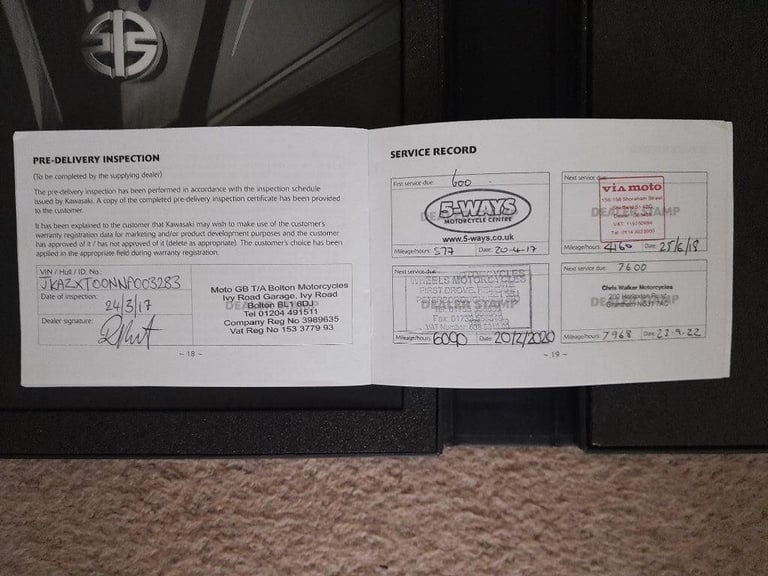 PRE-DELIVERY INSPECTION
(To be completed by the supplying dealer)
The pre-delivery inspection has been performed in accordance with the inspection schedule
issued by Kawasaki. A copy of the completed pre-delivery inspection certificate has been provided
to the customer.
It has been explained to the customer that Kawasaki may wish to make use of the customer's
warranty registration data for marketing and/or product development purposes and the customer
has approved of it / has not approved of it (delete as appropriate). The customer's choice has been
applied in the appropriate field during warranty registration.
VIN / Hull / ID. No.:
JKAZXT00NNA003283
Date of inspection:
24/3/17
Dealer signature:
Moto GB T/A Bolton Motorcycles
Ivy Road Garage, Ivy Road
Bolton BL1 6DJ
Tel 01204 491511
Company Reg No 3989635
Vat Reg No 153 3779 93
– 18 –
SERVICE RECORD
First service due: 600
5-WAYS
MOTORCYCLE CENTRE
www.5-ways.co.uk
Mileage/hours: 577 Date: 20-4-17
Next service due:
via moto
DEALER STAMP
Mileage/hours: 4160 Date: 25/6/18
Next service due:
WHEELS MOTORCYCLES
DEALER STAMP
Mileage/hours: 6090 Date: 20/2/2020
Next service due: 7600
Chris Walker Motorcycles
Mileage/hours: 7968 Date: 23.9.22
– 19 –